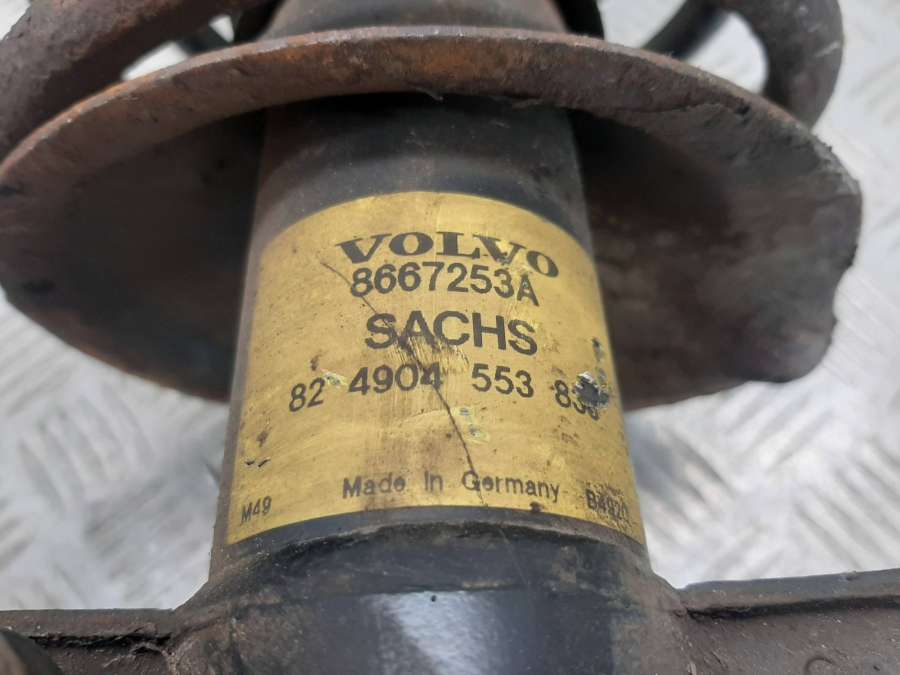 VOLVO
8667253A
SACHS
82 4904 553
Made In Germany
M49